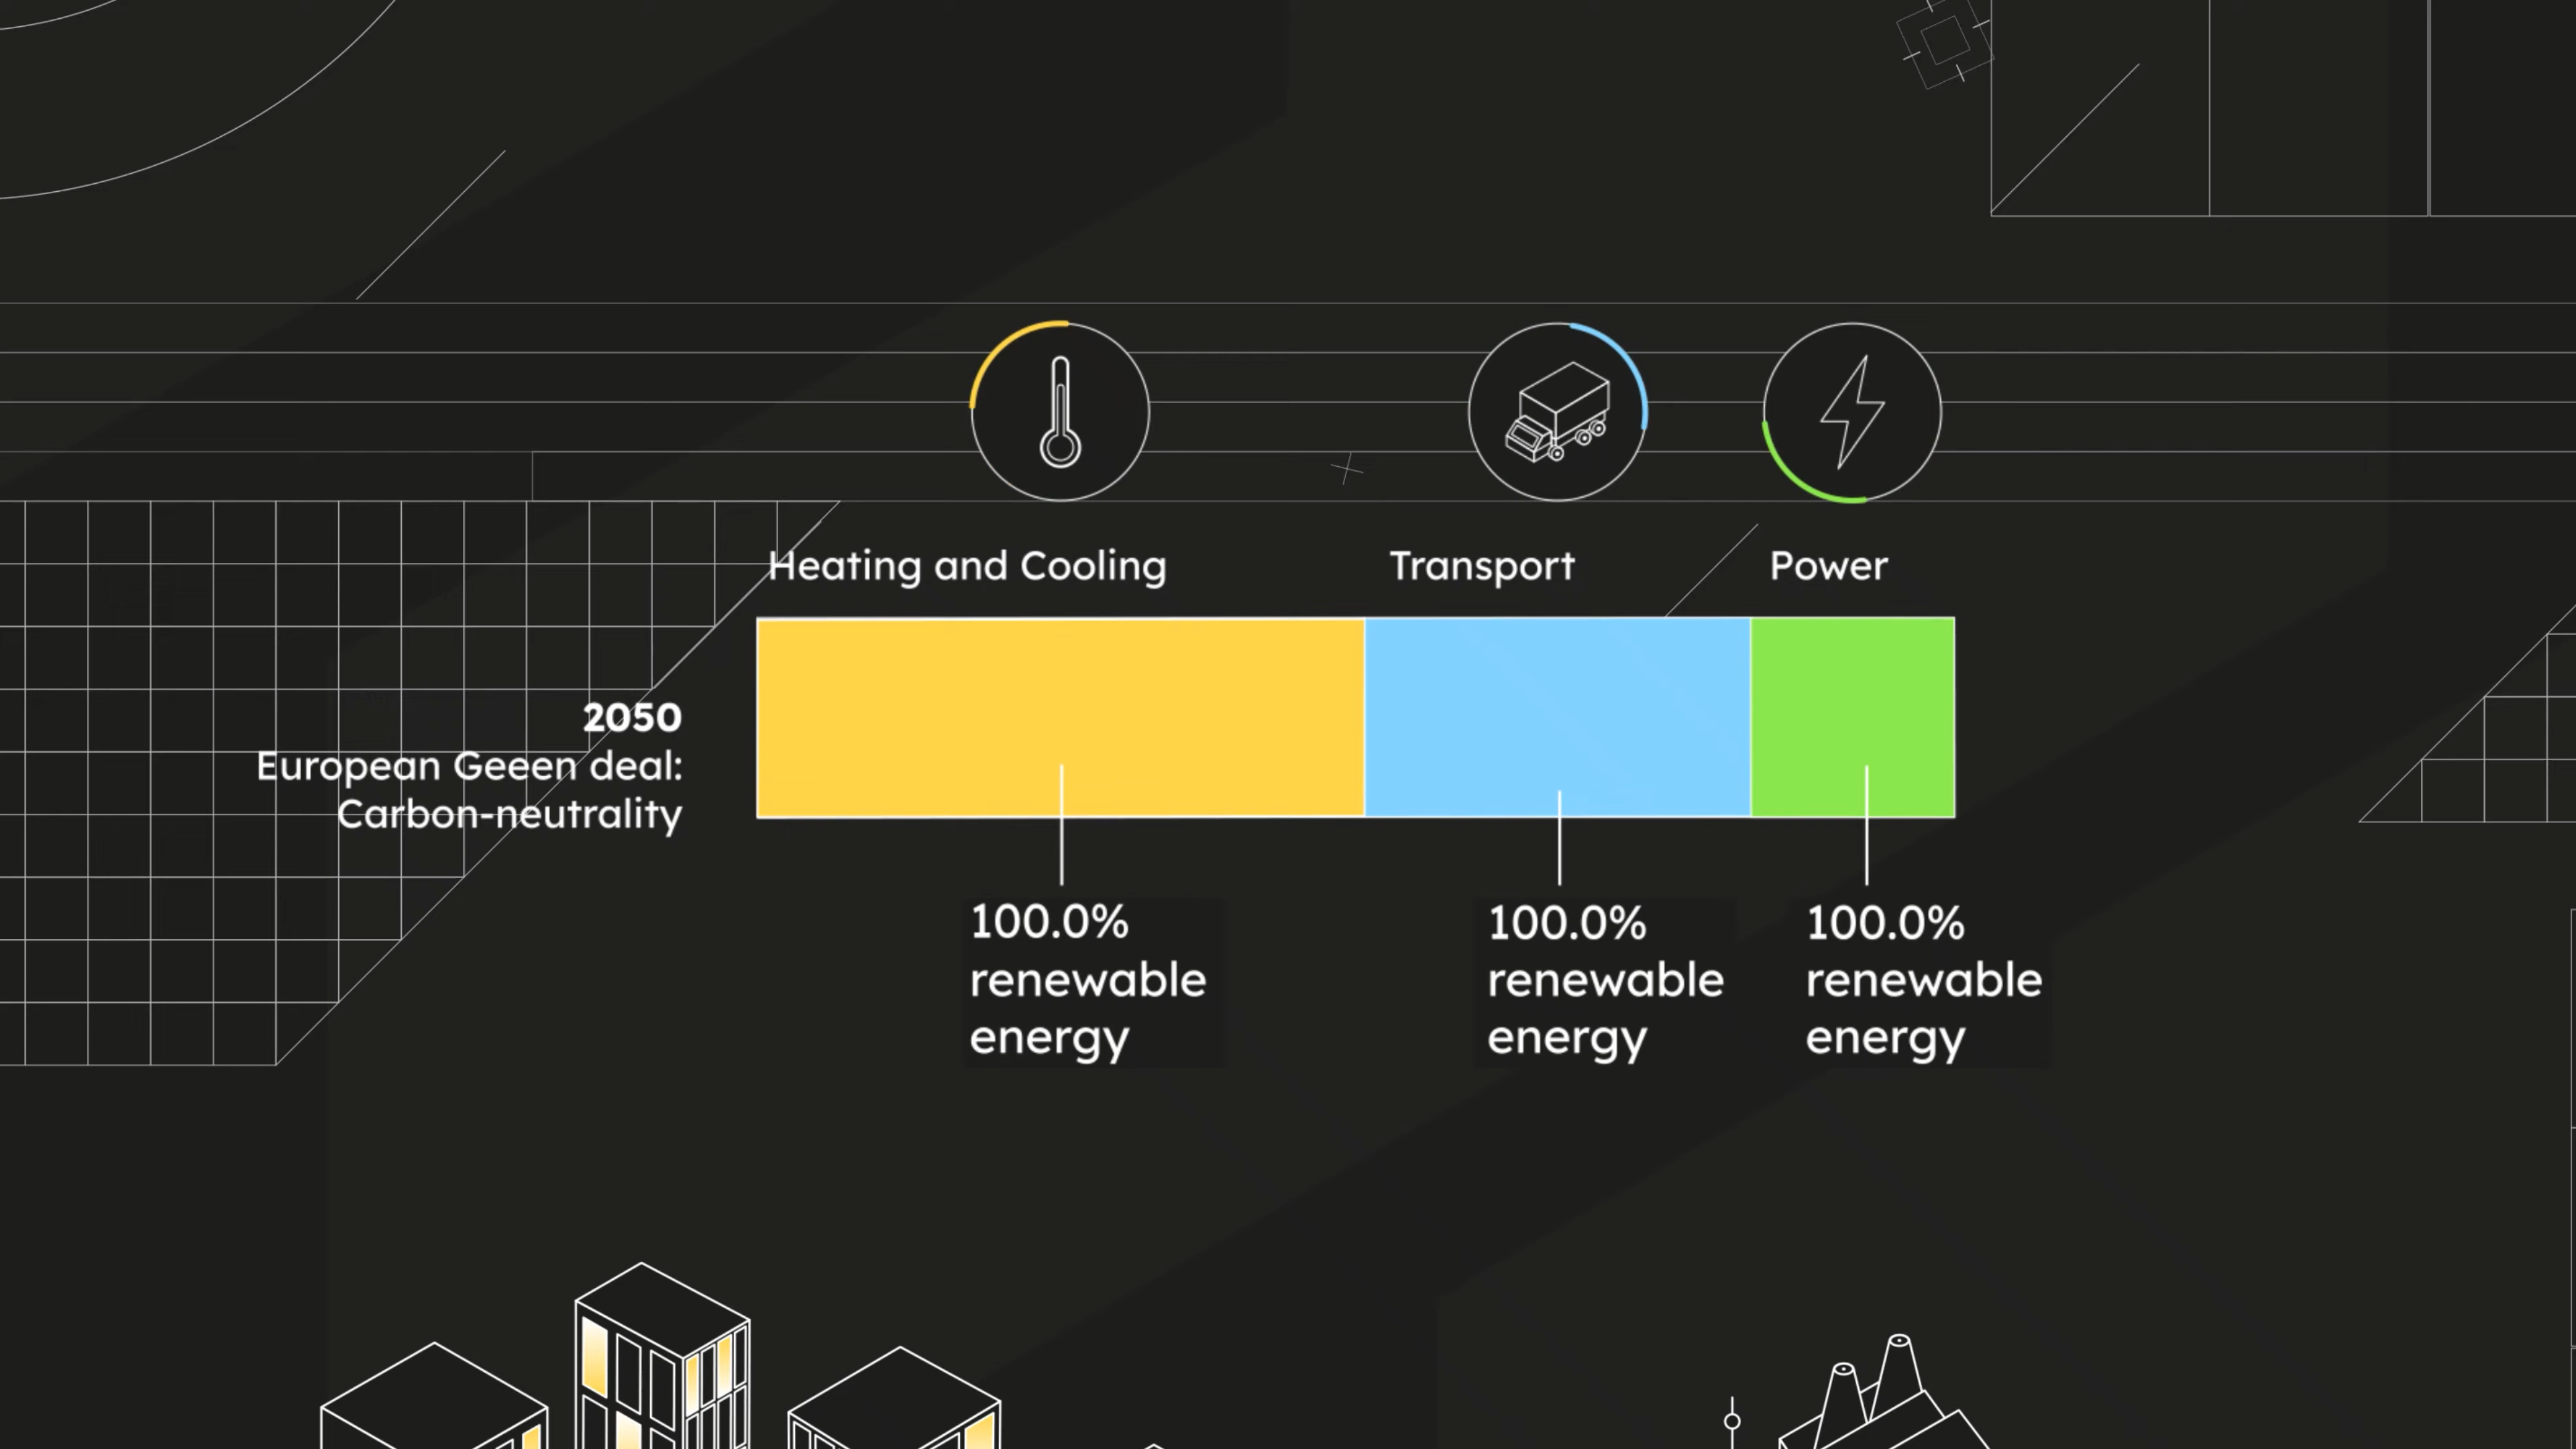 Heating and Cooling
Transport
Power
2050
European Geeen deal:
Carbon-neutrality
100.0%
renewable
energy
100.0%
renewable
energy
100.0%
renewable
energy